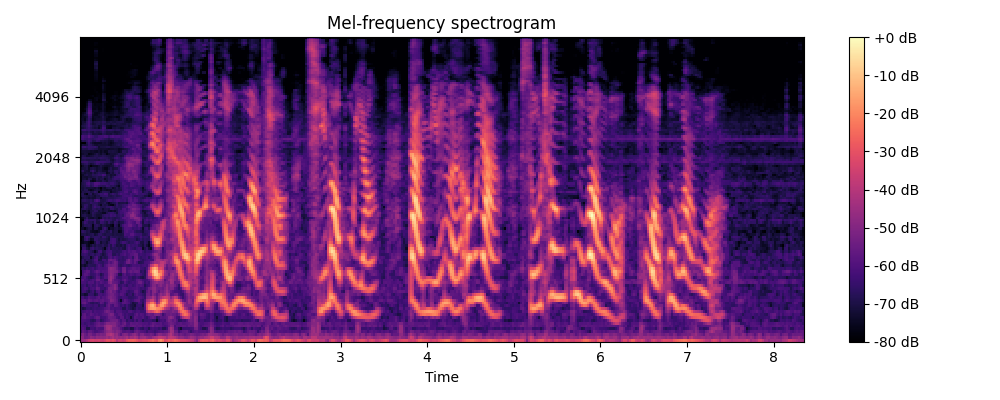 Mel-frequency spectrogram
Hz
4096
2048
1024
512
0
0 1 2 3 4 5 6 7 8
Time
+0 dB
-10 dB
-20 dB
-30 dB
-40 dB
-50 dB
-60 dB
-70 dB
-80 dB